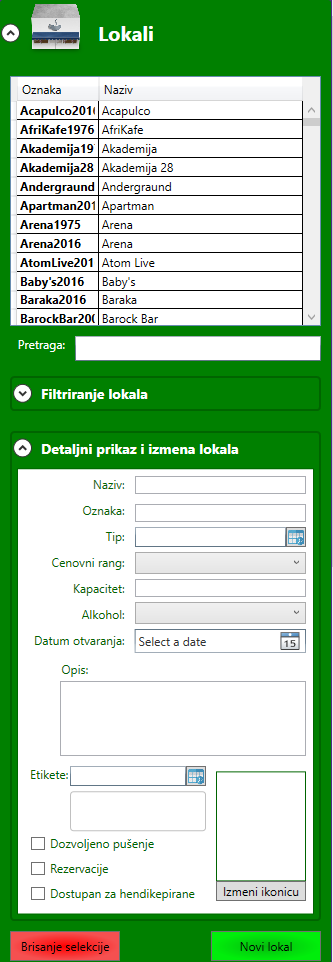 Lokali
Oznaka Naziv
Acapulco201 Acapulco
AfriKafe1976 AfriKafe
Akademija19 Akademija
Akademija28 Akademija 28
Andergraund Andergraund
Apartman201 Apartman
Arena1975 Arena
Arena2016 Arena
AtomLive201 Atom Live
Baby's2016 Baby's
Baraka2016 Baraka
BarockBar200 Barock Bar
Pretraga:
Filtriranje lokala
Detaljni prikaz i izmena lokala
Naziv:
Oznaka:
Tip:
Cenovni rang:
Kapacitet:
Alkohol:
Datum otvaranja: Select a date 15
Opis:
Etikete:
Dozvoljeno pušenje
Rezervacije
Dostupan za hendikepirane
Izmeni ikonicu
Brisanje selekcije Novi lokal